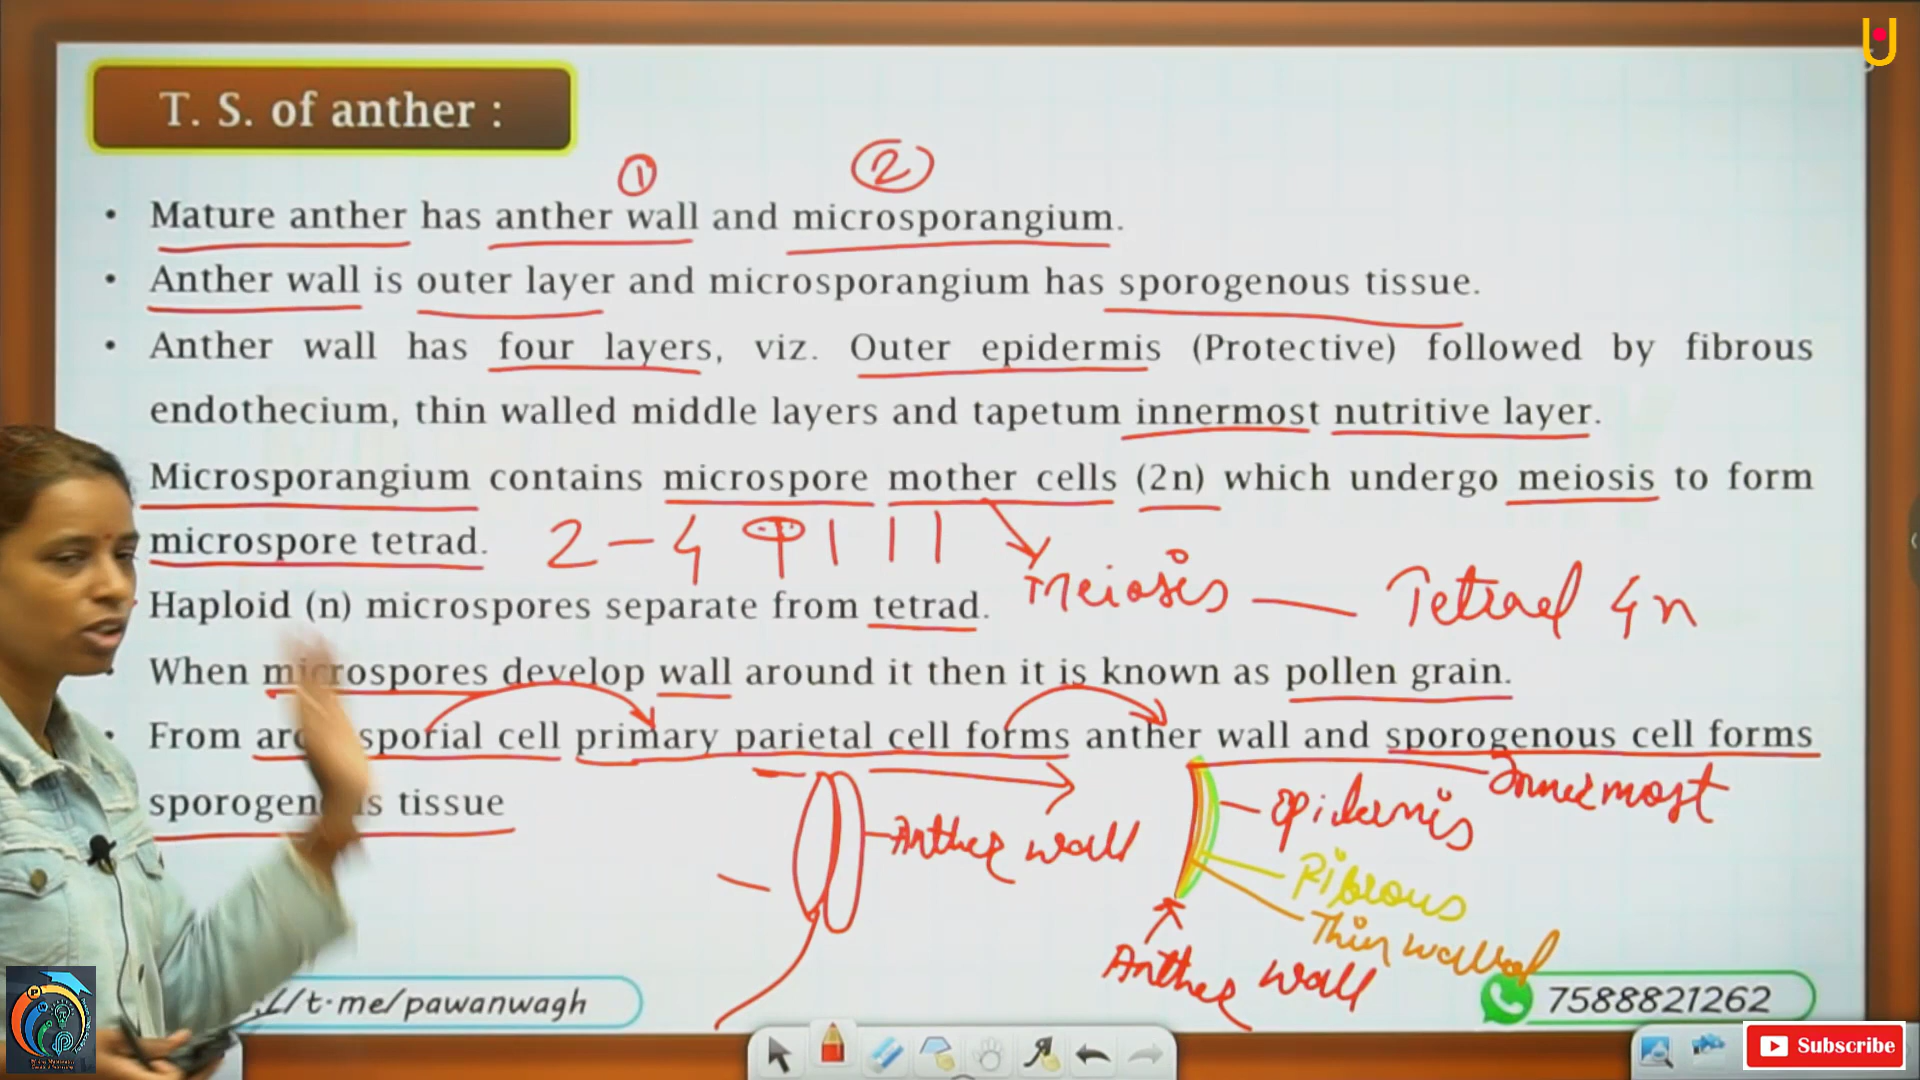 T. S. of anther :
① ②
• Mature anther has anther wall and microsporangium.
• Anther wall is outer layer and microsporangium has sporogenous tissue.
• Anther wall has four layers, viz. Outer epidermis (Protective) followed by fibrous
endothecium, thin walled middle layers and tapetum innermost nutritive layer.
Microsporangium contains microspore mother cells (2n) which undergo meiosis to form
microspore tetrad.
2 – 4
Meiosis — Tetrad 4n
Haploid (n) microspores separate from tetrad.
• When microspores develop wall around it then it is known as pollen grain.
• From sporial cell primary parietal cell forms anther wall and sporogenous cell forms
sporogen s tissue
Innermost
Anther wall
epidermis
Fibrous
Thin walled
Anther wall
/t.me/pawanwagh
7588821262
Subscribe